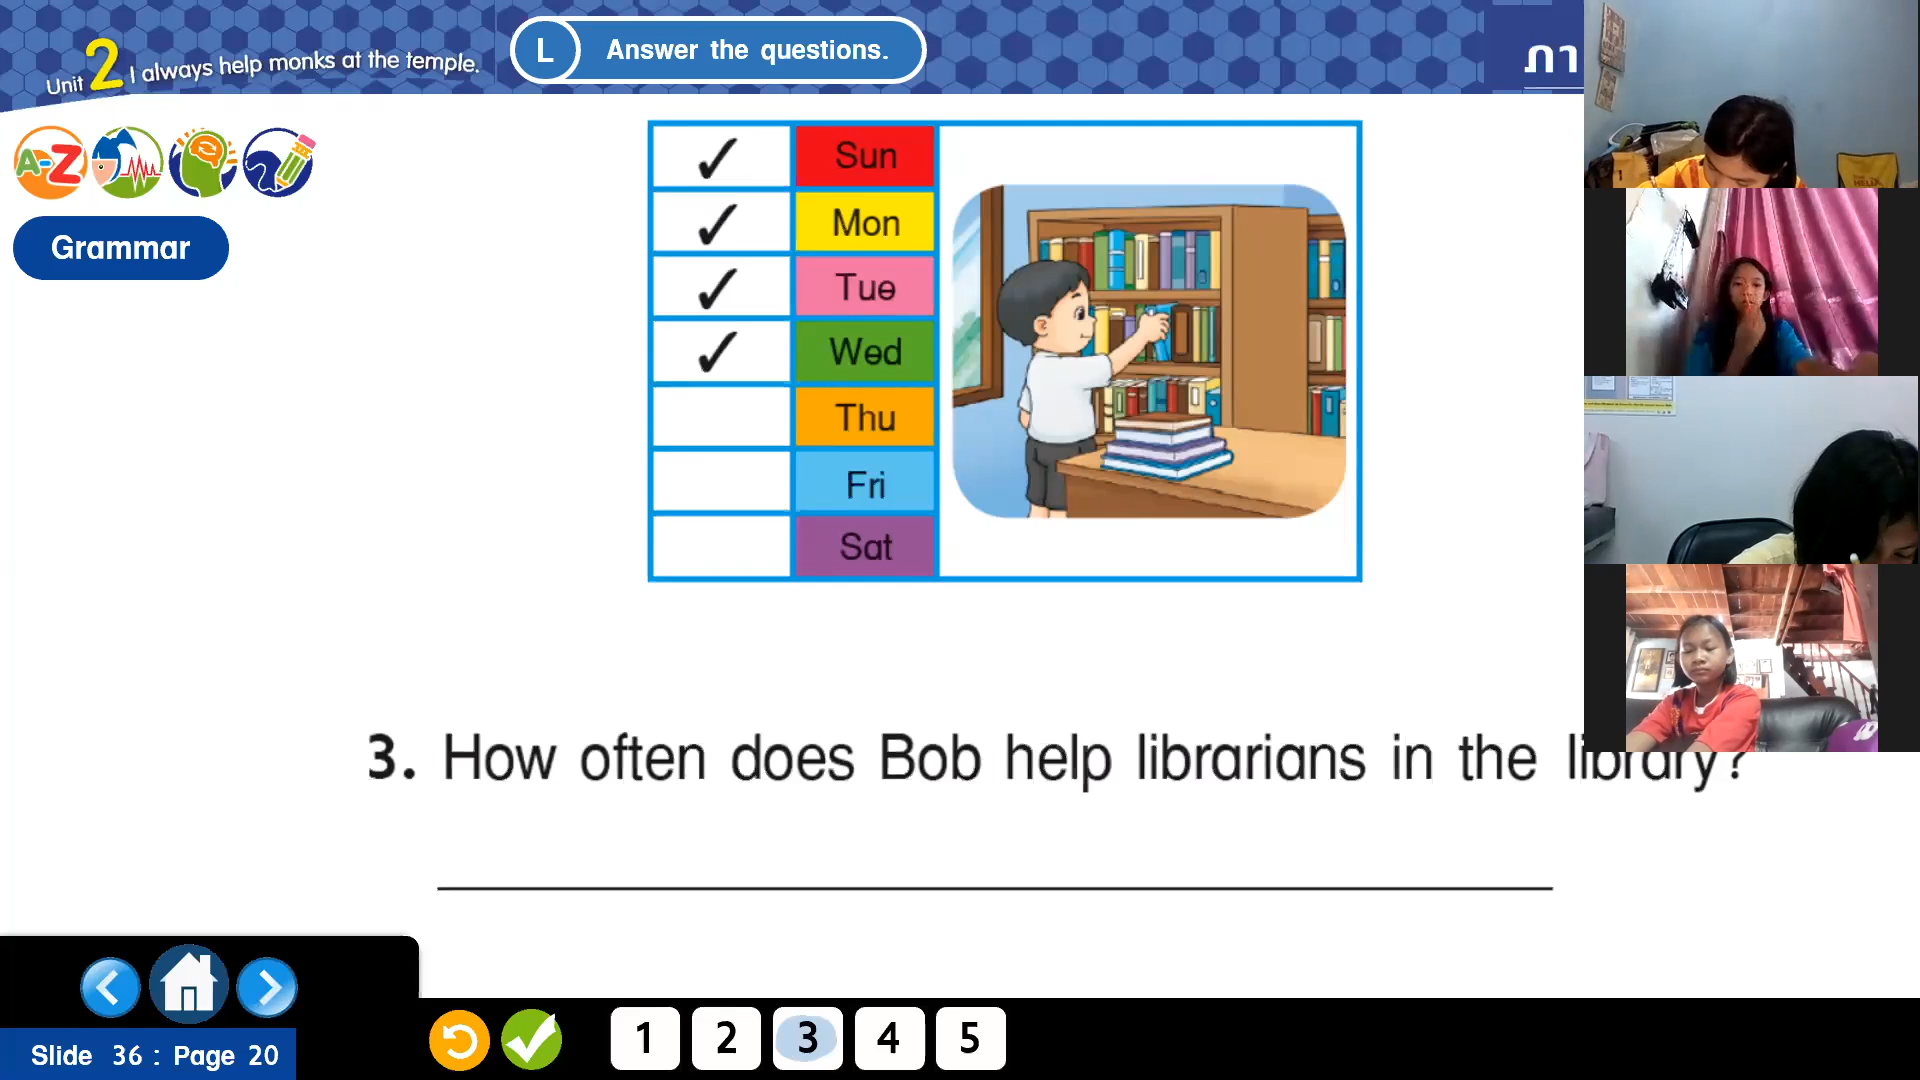 Unit 2 I always help monks at the temple.
L Answer the questions.
ภา
A-Z
Grammar
✓ Sun
✓ Mon
✓ Tue
✓ Wed
Thu
Fri
Sat
3. How often does Bob help librarians in the library?
Slide 36 : Page 20
1 2 3 4 5